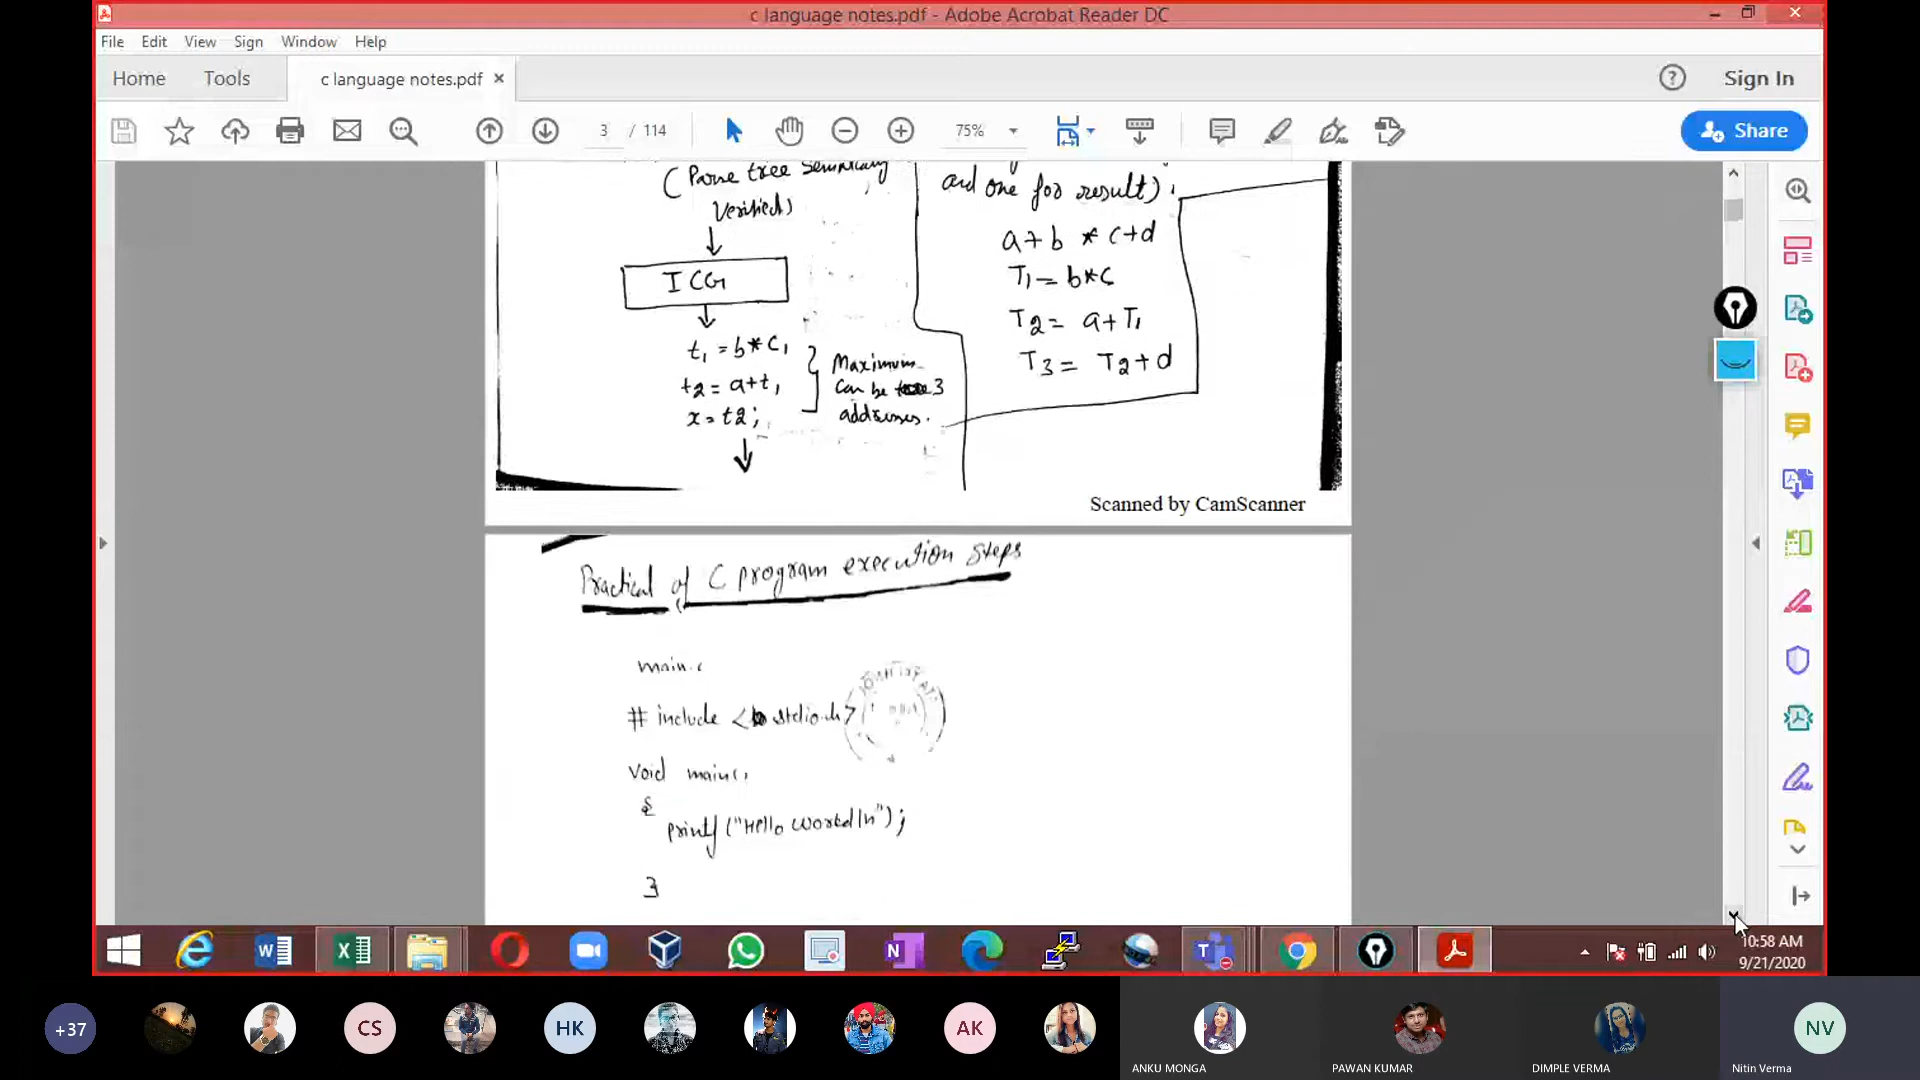 c language notes.pdf - Adobe Acrobat Reader DC
File Edit View Sign Window Help
Home Tools c language notes.pdf × Sign In
3 / 114 75% Share
(Parse tree semantically
verified)
and one for result);
ICG
a+b * c+d
T1 = b*c
T2 = a+T1
T3 = T2+d
t1 = b*c;
t2 = a+t1
x = t2;
Maximum
can be 3
addresses.
Scanned by CamScanner
Practical of C program execution steps
main.c
# include < stdio.h>
void main()
{
printf ("Hello World\n");
}
10:58 AM
9/21/2020
+37 CS HK AK NV
ANKU MONGA PAWAN KUMAR DIMPLE VERMA Nitin Verma